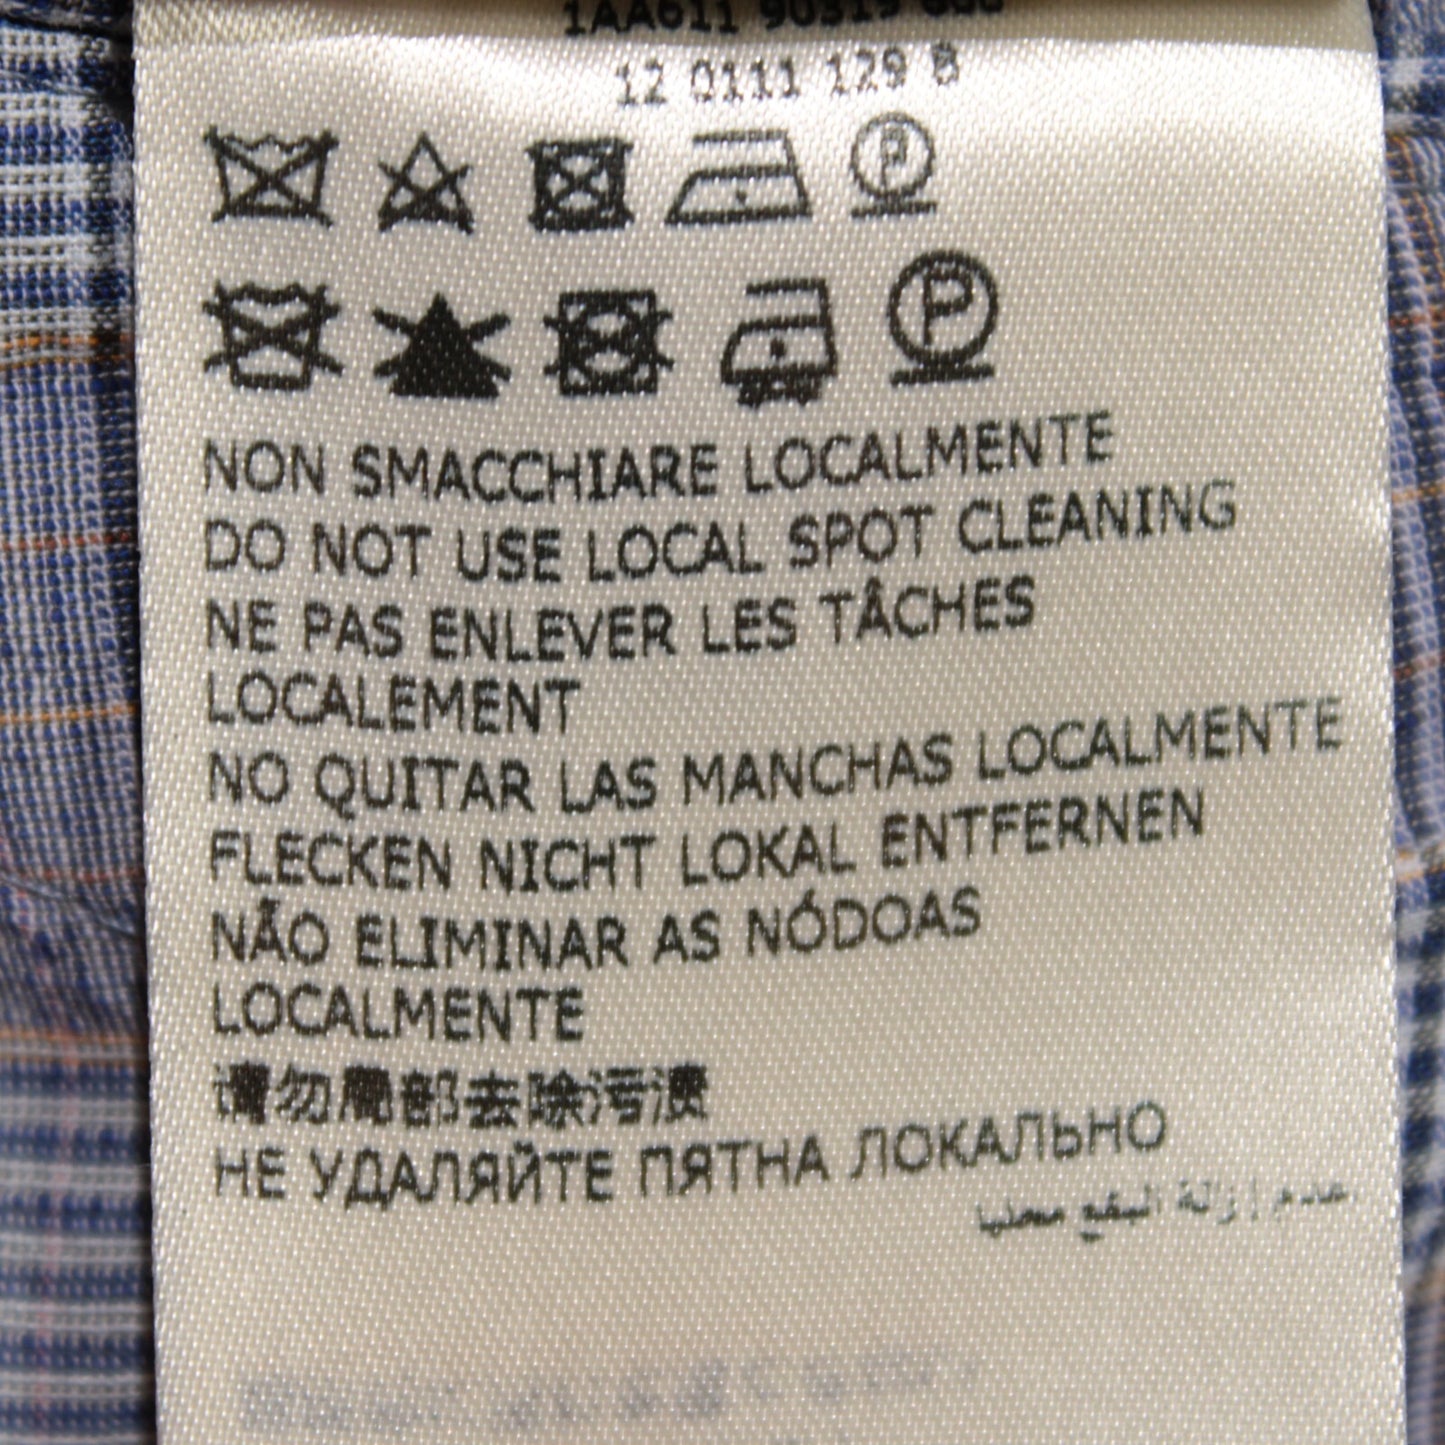 12 0111 129 8
P
P
NON SMACCHIARE LOCALMENTE
DO NOT USE LOCAL SPOT CLEANING
NE PAS ENLEVER LES TÂCHES
LOCALEMENT
NO QUITAR LAS MANCHAS LOCALMENTE
FLECKEN NICHT LOKAL ENTFERNEN
NÃO ELIMINAR AS NÓDOAS
LOCALMENTE
请勿局部去除污渍
НЕ УДАЛЯЙТЕ ПЯТНА ЛОКАЛЬНО
عدم إزالة البقع محليا